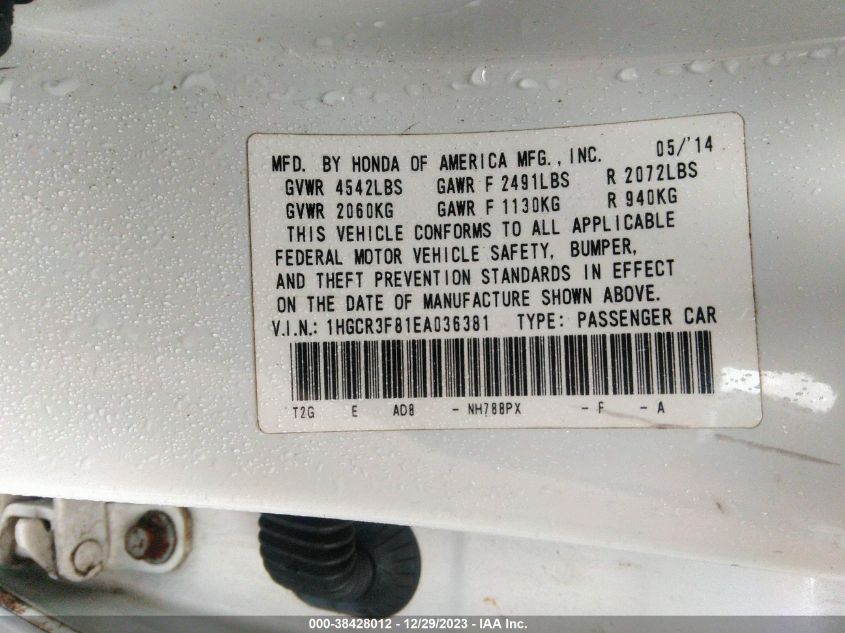 MFD. BY HONDA OF AMERICA MFG., INC. 05/'14
GVWR 4542LBS GAWR F 2491LBS R 2072LBS
GVWR 2060KG GAWR F 1130KG R 940KG
THIS VEHICLE CONFORMS TO ALL APPLICABLE
FEDERAL MOTOR VEHICLE SAFETY, BUMPER,
AND THEFT PREVENTION STANDARDS IN EFFECT
ON THE DATE OF MANUFACTURE SHOWN ABOVE.
V.I.N.: 1HGCR3F81EA036381 TYPE: PASSENGER CAR
T2G E AD8 - NH788PX - F - A
000-38428012 - 12/29/2023 - IAA Inc.